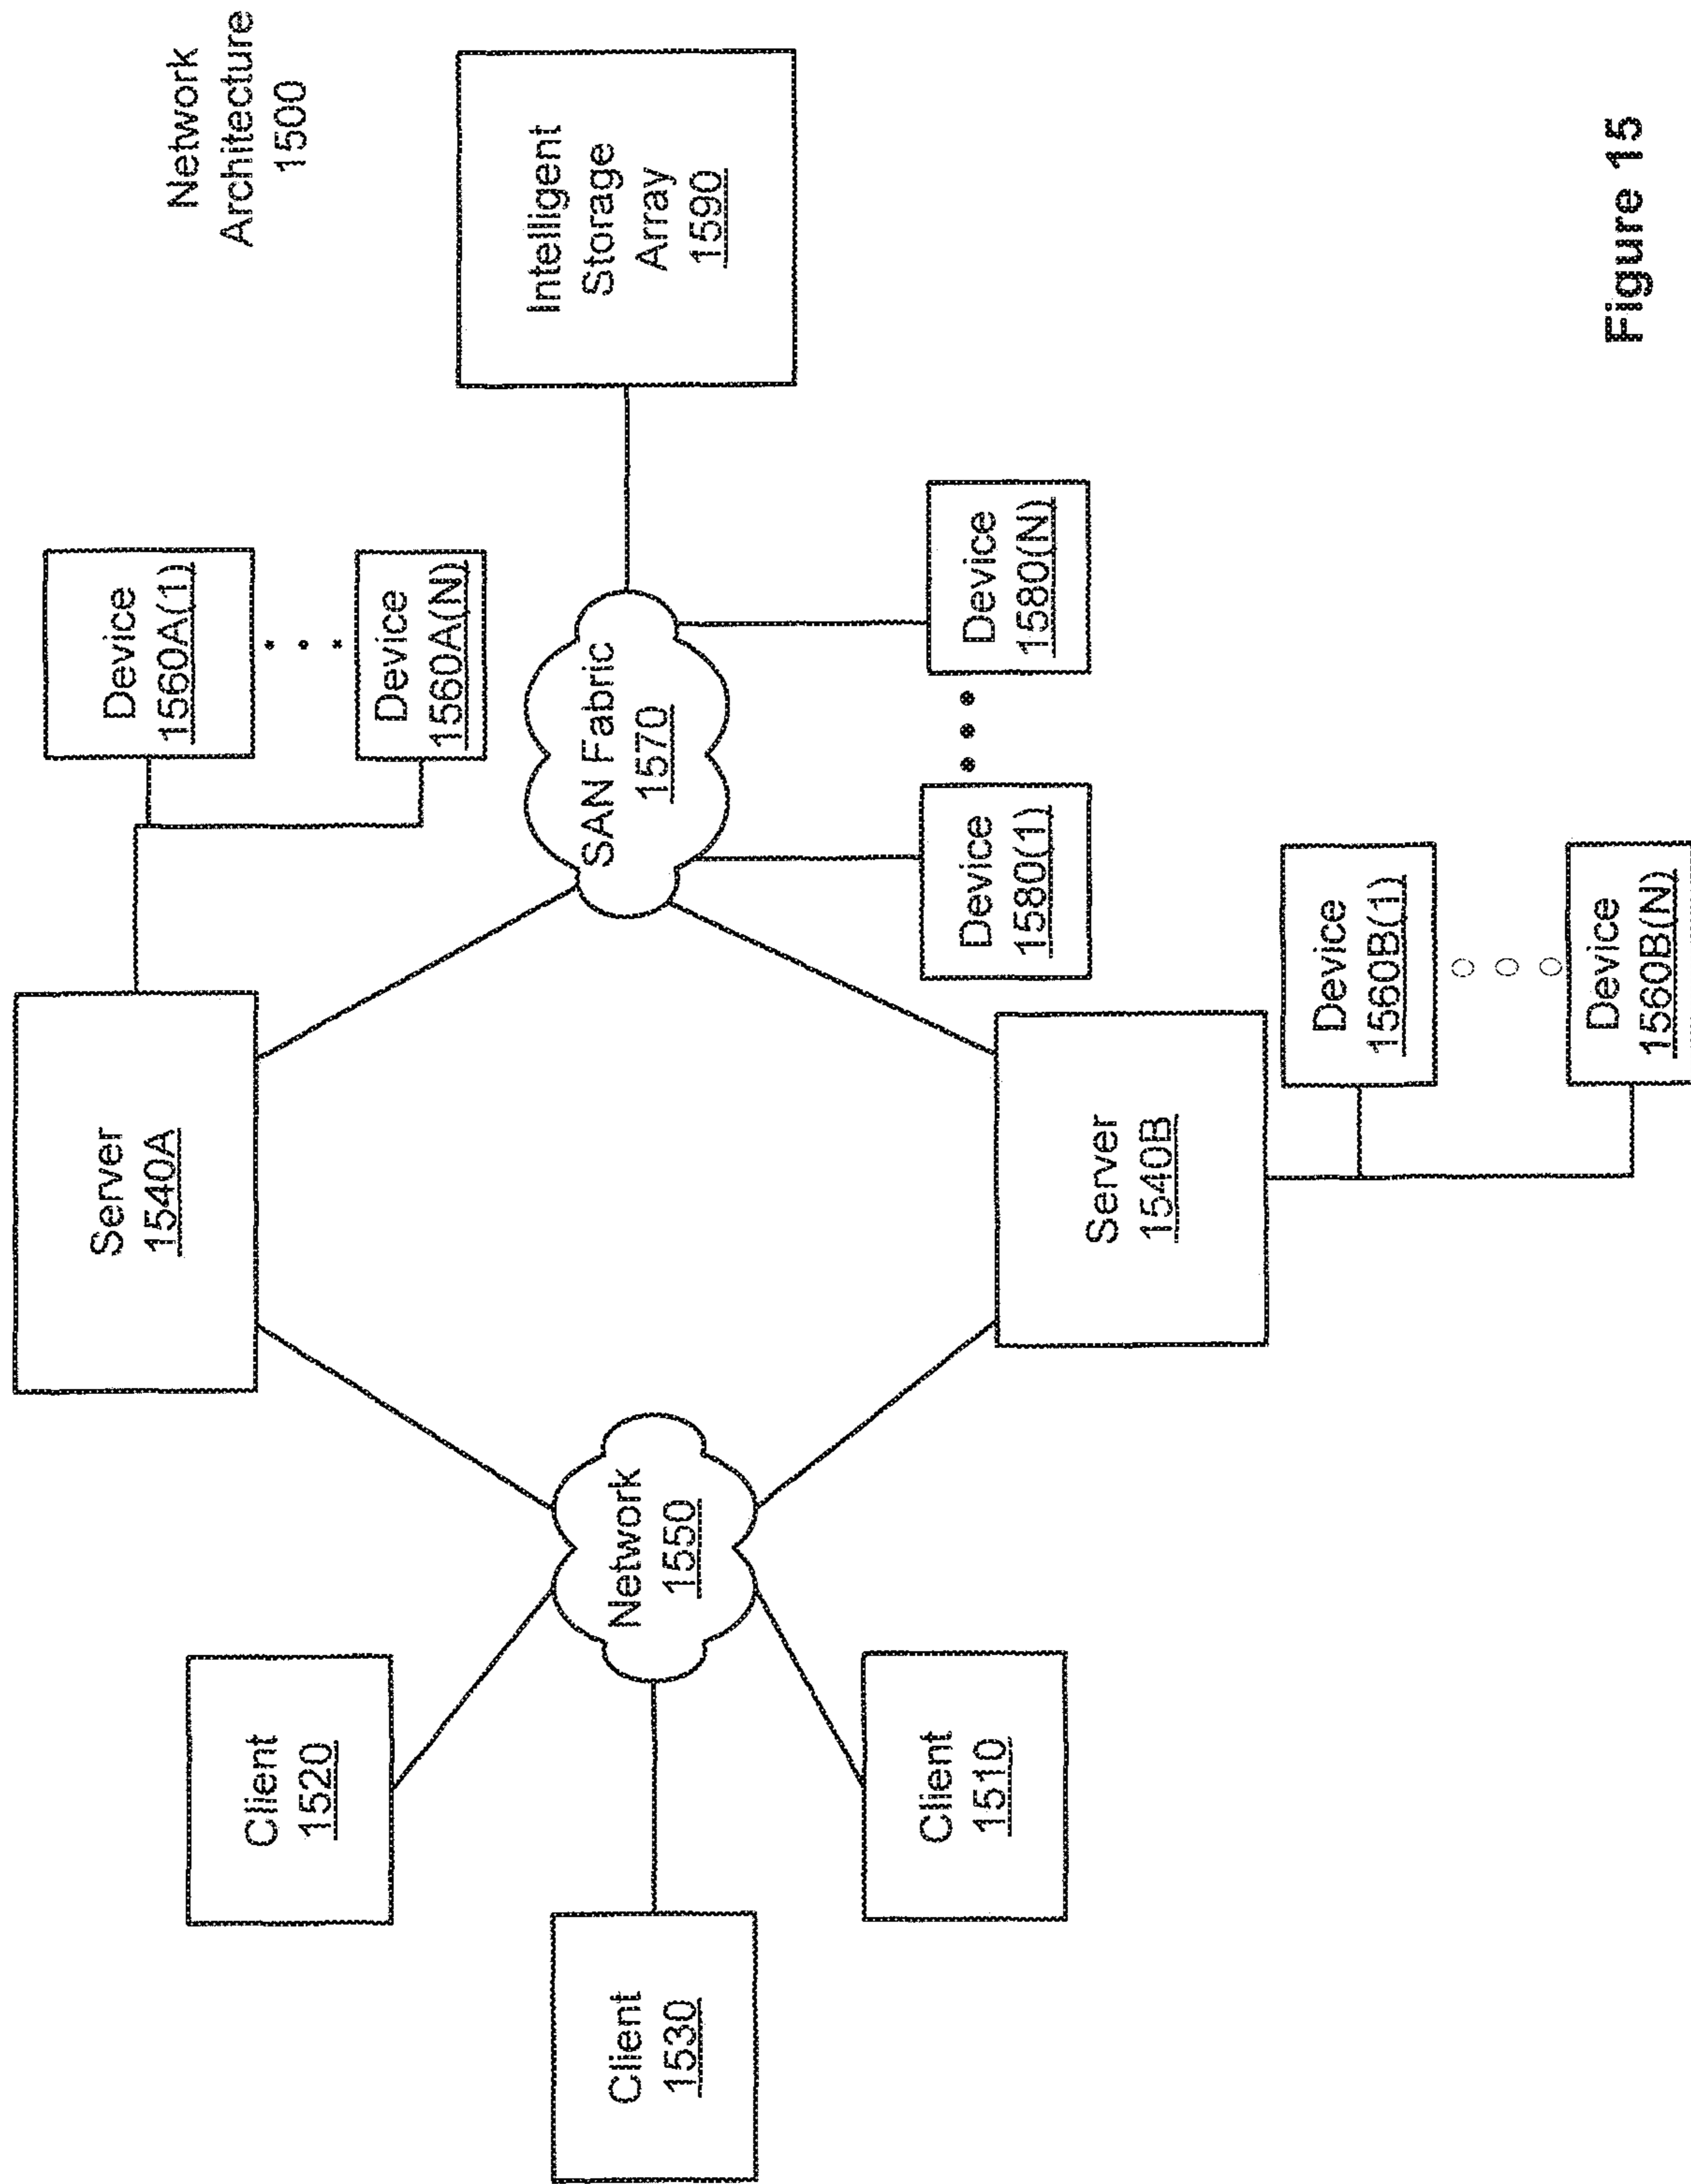 Network
Architecture
1500
Client
1520
Client
1530
Client
1510
Network
1550
Server
1540A
Server
1540B
Device
1560A(1)
Device
1560A(N)
SAN Fabric
1570
Intelligent
Storage
Array
1590
Device
1580(1)
Device
1580(N)
Device
1560B(1)
Device
1560B(N)
Figure 15